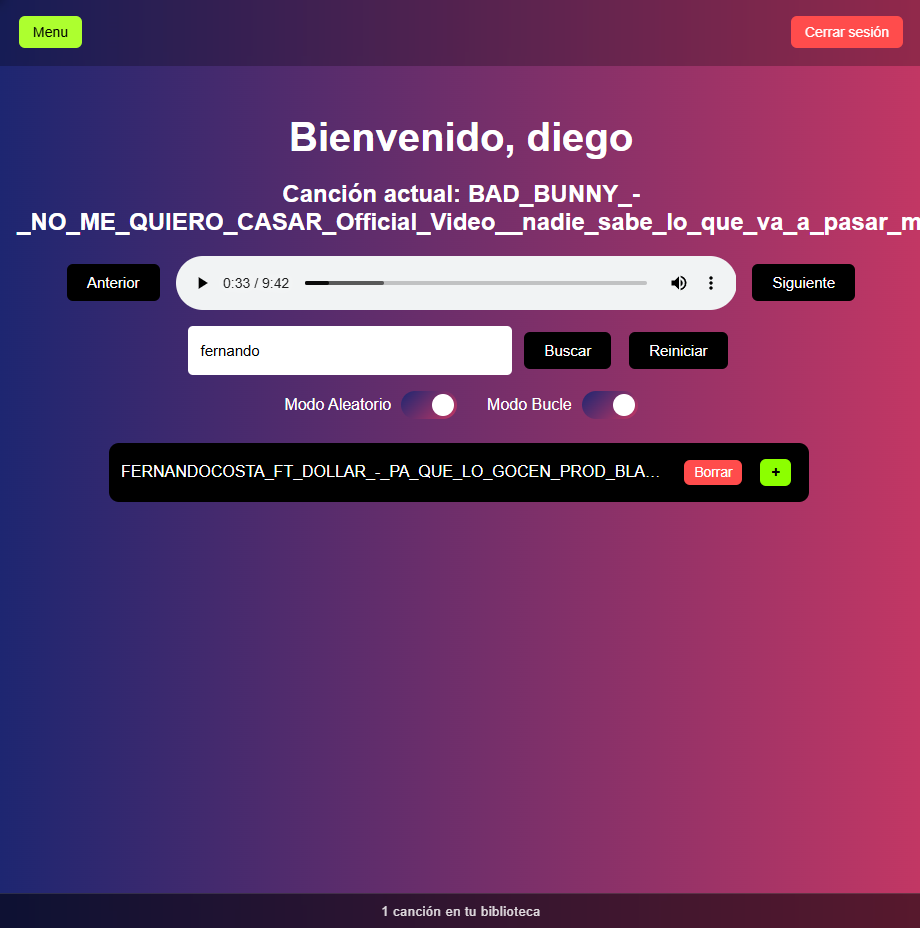 Menu
Cerrar sesión
Bienvenido, diego
Canción actual: BAD_BUNNY_-
_NO_ME_QUIERO_CASAR_Official_Video__nadie_sabe_lo_que_va_a_pasar_m
Anterior
0:33 / 9:42
Siguiente
fernando
Buscar
Reiniciar
Modo Aleatorio
Modo Bucle
FERNANDOCOSTA_FT_DOLLAR_-_PA_QUE_LO_GOCEN_PROD_BLA...
Borrar
+
1 canción en tu biblioteca